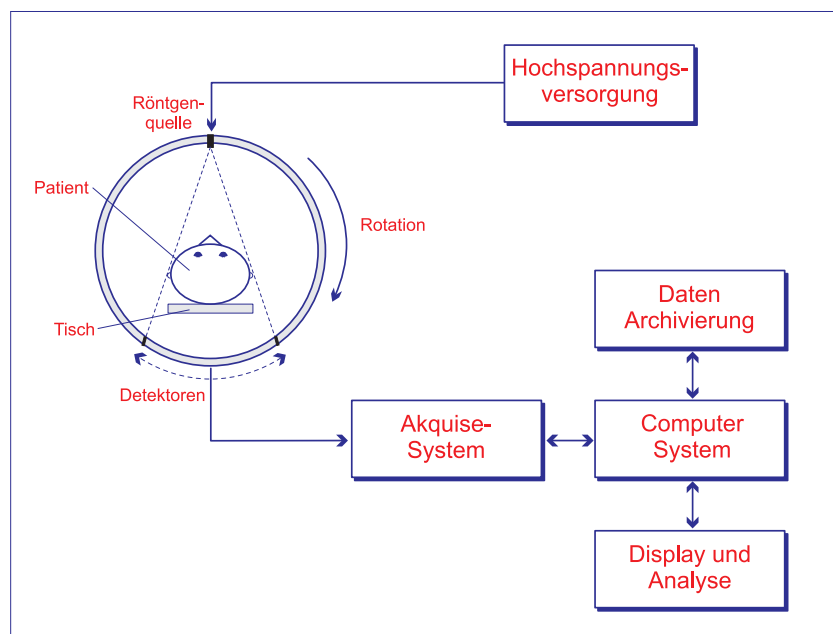 Hochspannungs-
versorgung
Röntgen-
quelle
Patient
Rotation
Tisch
Detektoren
Daten
Archivierung
Akquise-
System
Computer
System
Display und
Analyse